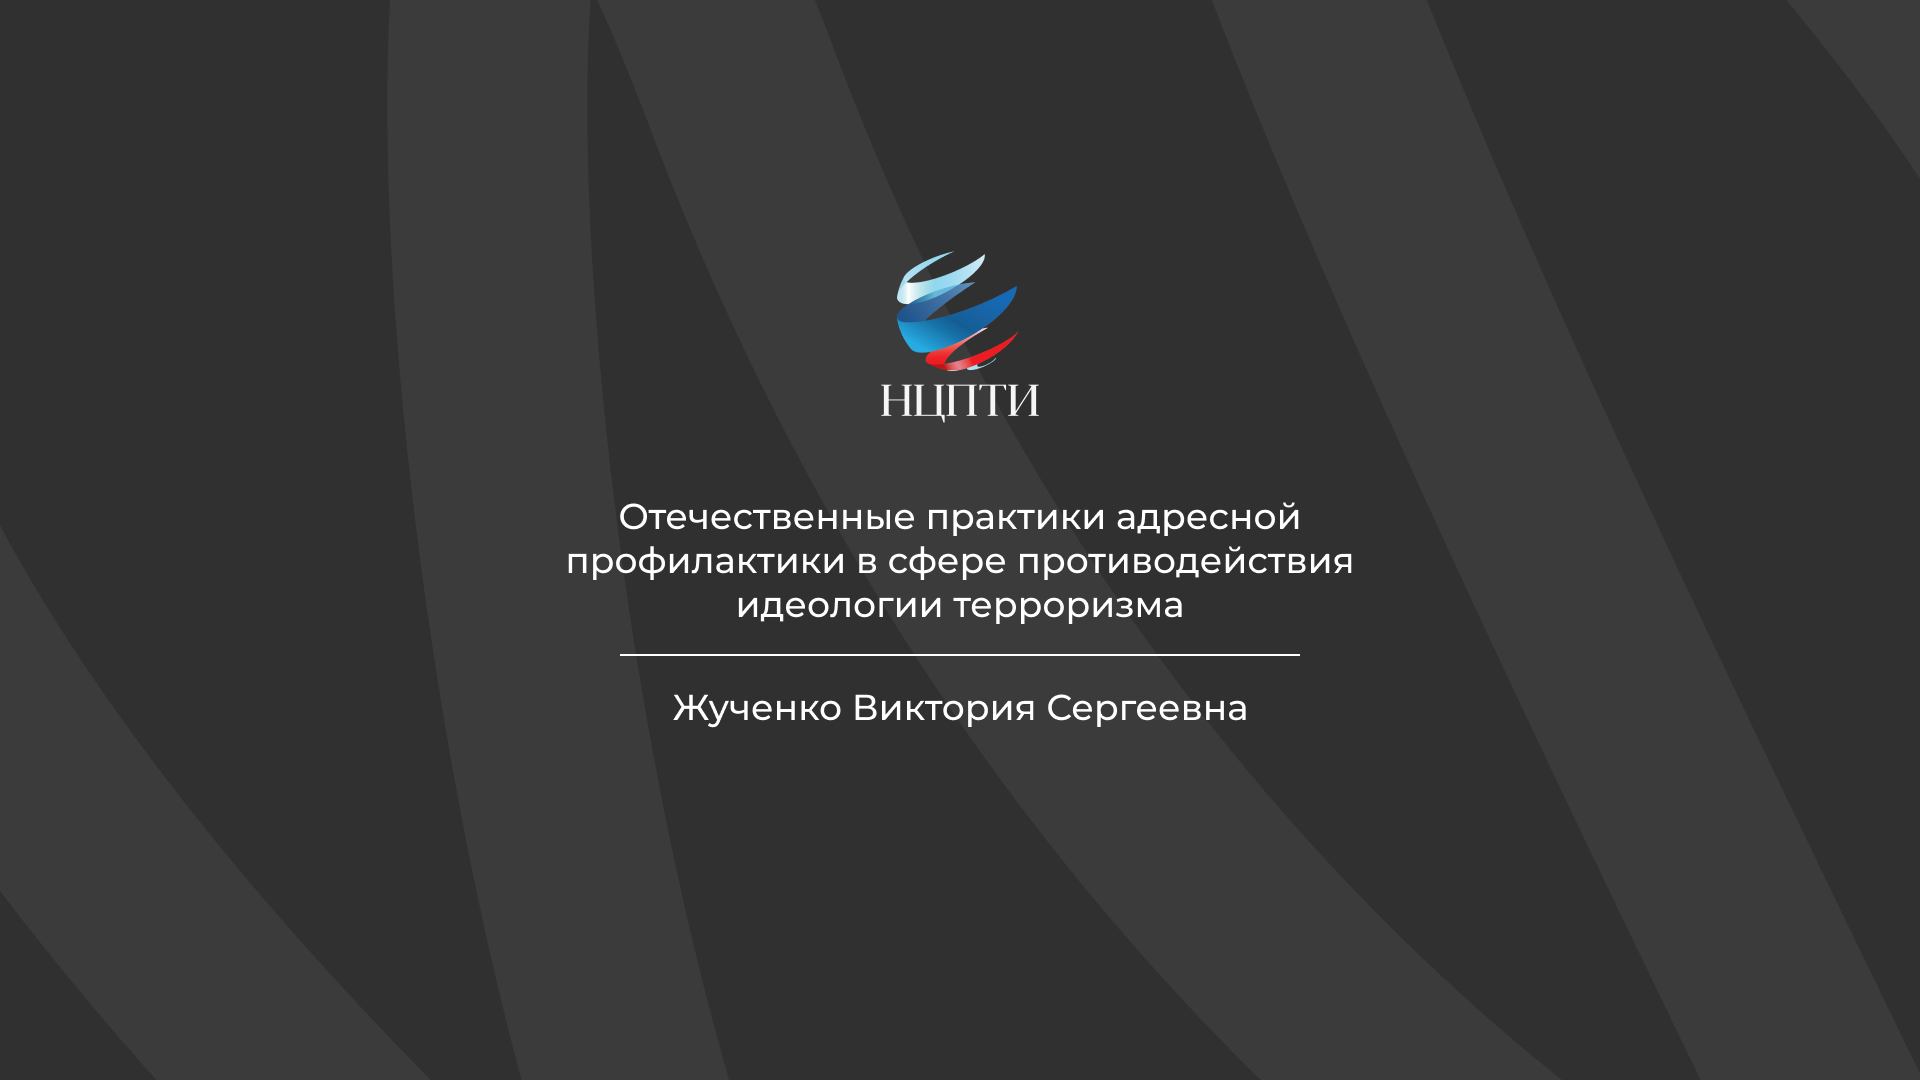 НЦПТИ
Отечественные практики адресной
профилактики в сфере противодействия
идеологии терроризма
Жученко Виктория Сергеевна